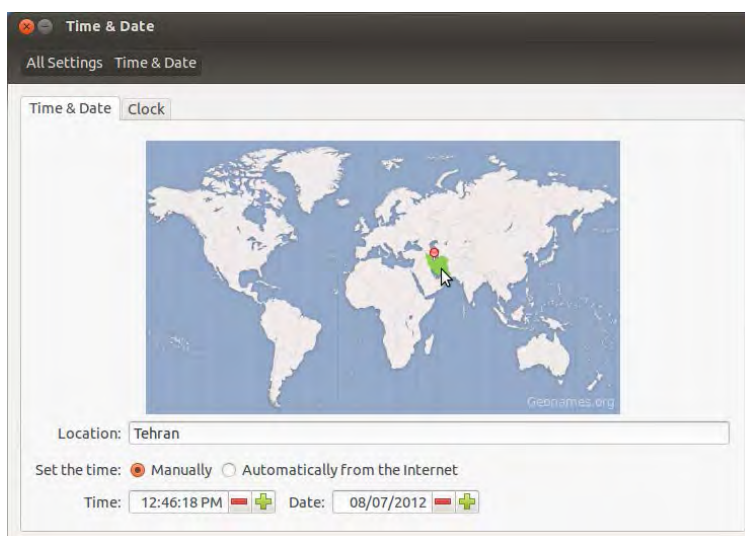 Time & Date
All Settings Time & Date
Time & Date Clock
Geonames.org
Location: Tehran
Set the time: Manually Automatically from the Internet
Time: 12:46:18 PM Date: 08/07/2012